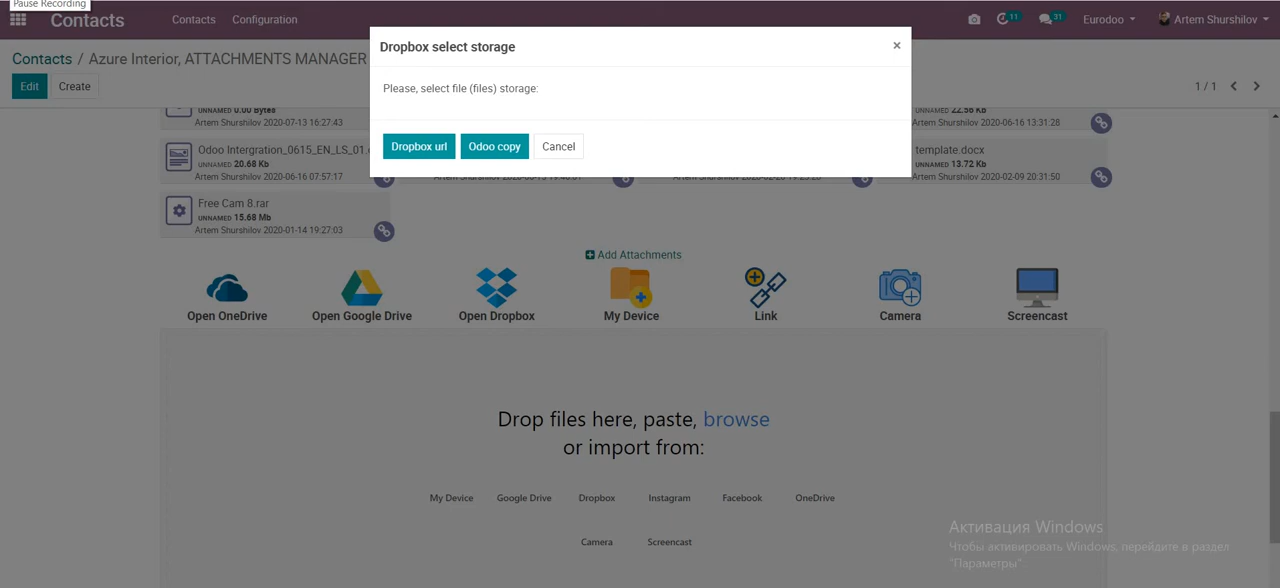 Pause Recording
Contacts Contacts Configuration 11 31 Eurodoo Artem Shurshilov
Contacts / Azure Interior, ATTACHMENTS MANAGER
Edit Create 1 / 1
Dropbox select storage ×
Please, select file (files) storage:
Dropbox url Odoo copy Cancel
UNNAMED 0.00 Bytes
Artem Shurshilov 2020-07-13 16:27:43
UNNAMED 22.56 Kb
Artem Shurshilov 2020-06-16 13:31:28
Odoo Intergration_0615_EN_LS_01.
UNNAMED 20.68 Kb
Artem Shurshilov 2020-06-16 07:57:17
template.docx
UNNAMED 13.72 Kb
Artem Shurshilov 2020-02-09 20:31:50
Free Cam 8.rar
UNNAMED 15.68 Mb
Artem Shurshilov 2020-01-14 19:27:03
Add Attachments
Open OneDrive Open Google Drive Open Dropbox My Device Link Camera Screencast
Drop files here, paste, browse
or import from:
My Device Google Drive Dropbox Instagram Facebook OneDrive
Camera Screencast
Активация Windows
Чтобы активировать Windows, перейдите в раздел
"Параметры".